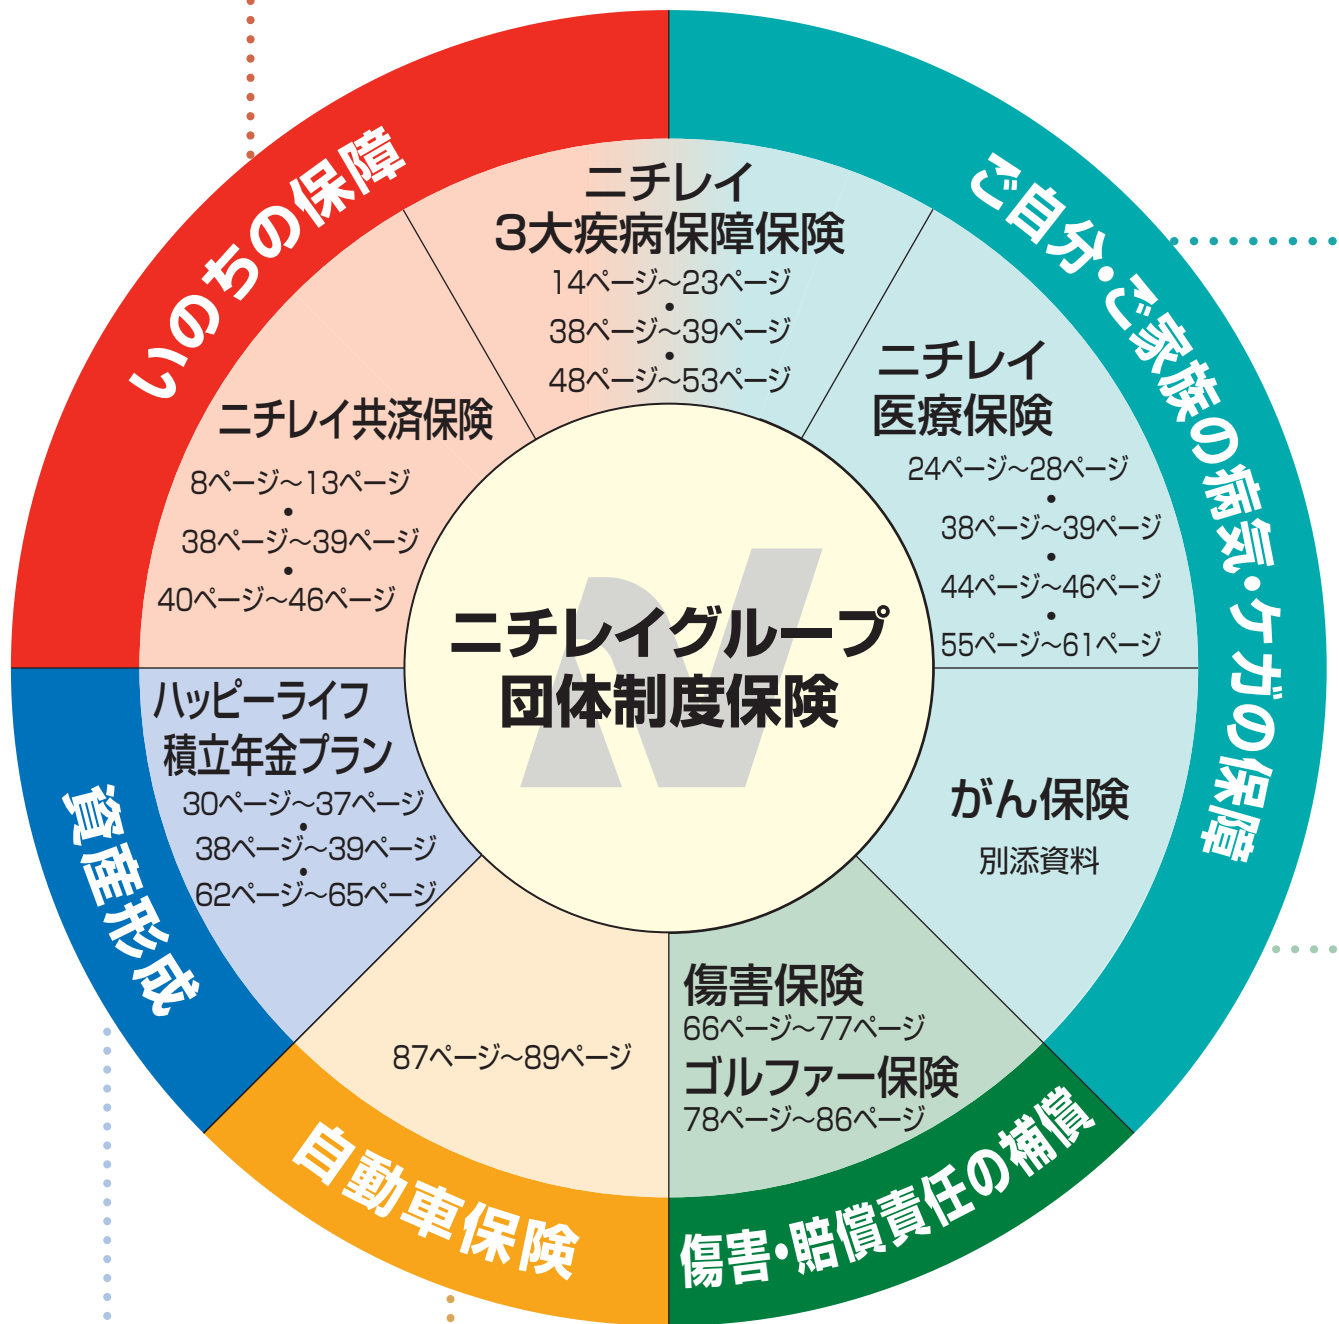 いのちの保障
ご自分・ご家族の病気・ケガの保障
ニチレイ
3大疾病保障保険
14ページ～23ページ
・
38ページ～39ページ
・
48ページ～53ページ
ニチレイ
医療保険
24ページ～28ページ
・
38ページ～39ページ
・
44ページ～46ページ
・
55ページ～61ページ
ニチレイ共済保険
8ページ～13ページ
・
38ページ～39ページ
・
40ページ～46ページ
ニチレイグループ
団体制度保険
ハッピーライフ
積立年金プラン
30ページ～37ページ
・
38ページ～39ページ
・
62ページ～65ページ
資産形成
がん保険
別添資料
傷害保険
66ページ～77ページ
ゴルファー保険
78ページ～86ページ
傷害・賠償責任の補償
87ページ～89ページ
自動車保険